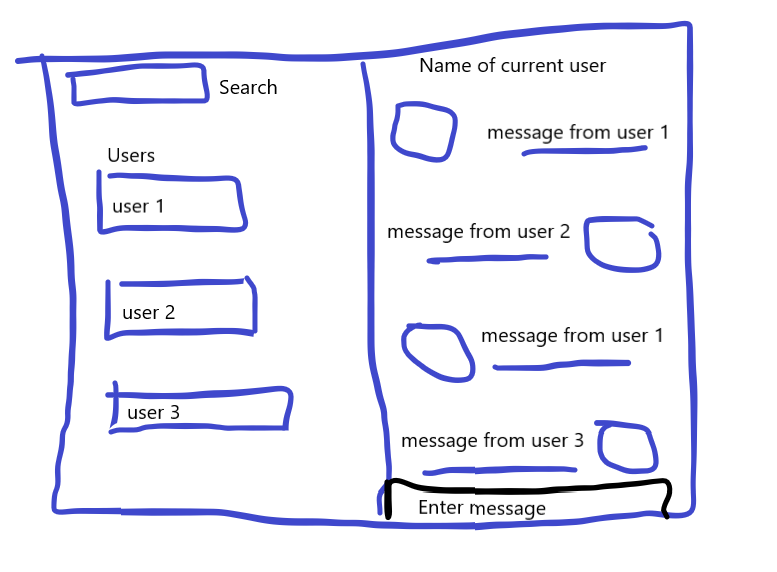 Search
Users
user 1
user 2
user 3
Name of current user
message from user 1
message from user 2
message from user 1
message from user 3
Enter message